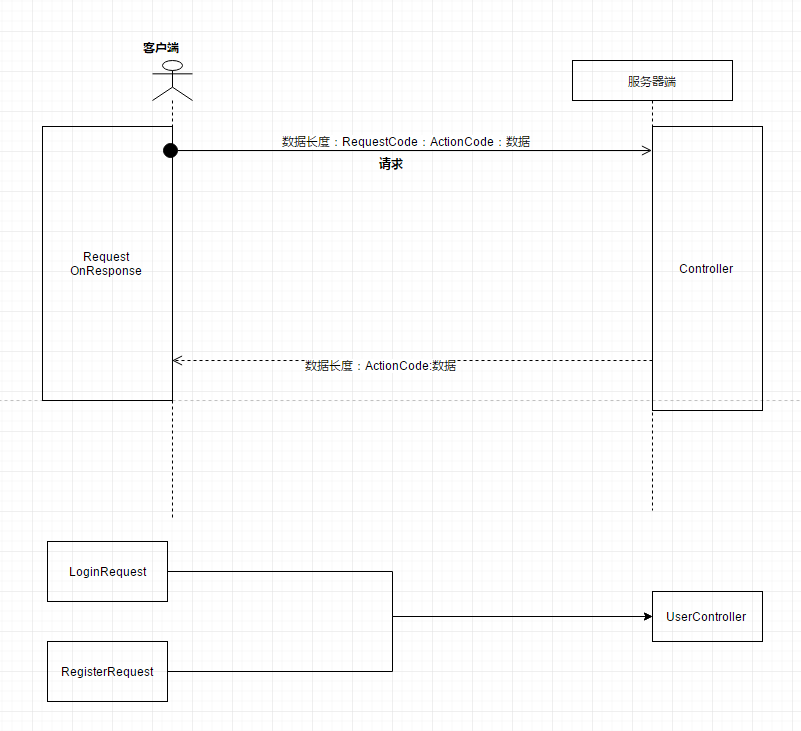 客户端
服务器端
数据长度：RequestCode：ActionCode：数据
请求
Request
OnResponse
Controller
数据长度：ActionCode:数据
LoginRequest
UserController
RegisterRequest